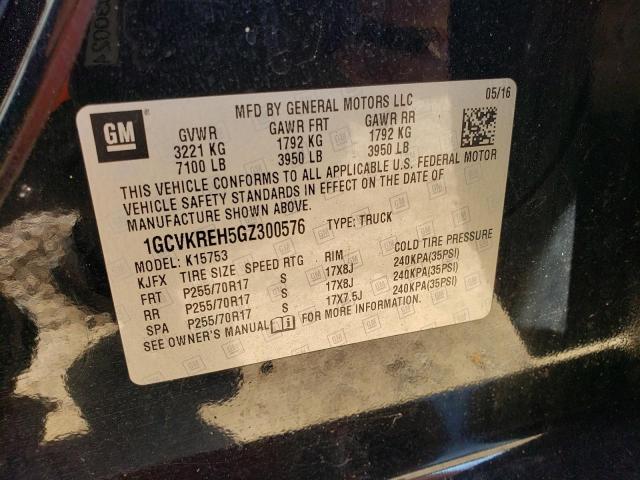 GM
MFD BY GENERAL MOTORS LLC
05/16
GVWR GAWR FRT GAWR RR
3221 KG 1792 KG 1792 KG
7100 LB 3950 LB 3950 LB
THIS VEHICLE CONFORMS TO ALL APPLICABLE U.S. FEDERAL MOTOR
VEHICLE SAFETY STANDARDS IN EFFECT ON THE DATE OF
MANUFACTURE SHOWN ABOVE.
1GCVKREH5GZ300576 TYPE: TRUCK
MODEL: K15753
KJFX TIRE SIZE SPEED RTG RIM COLD TIRE PRESSURE
FRT P255/70R17 S 17X8J 240KPA(35PSI)
RR P255/70R17 S 17X8J 240KPA(35PSI)
SPA P255/70R17 S 17X7.5J 240KPA(35PSI)
SEE OWNER'S MANUAL FOR MORE INFORMATION.